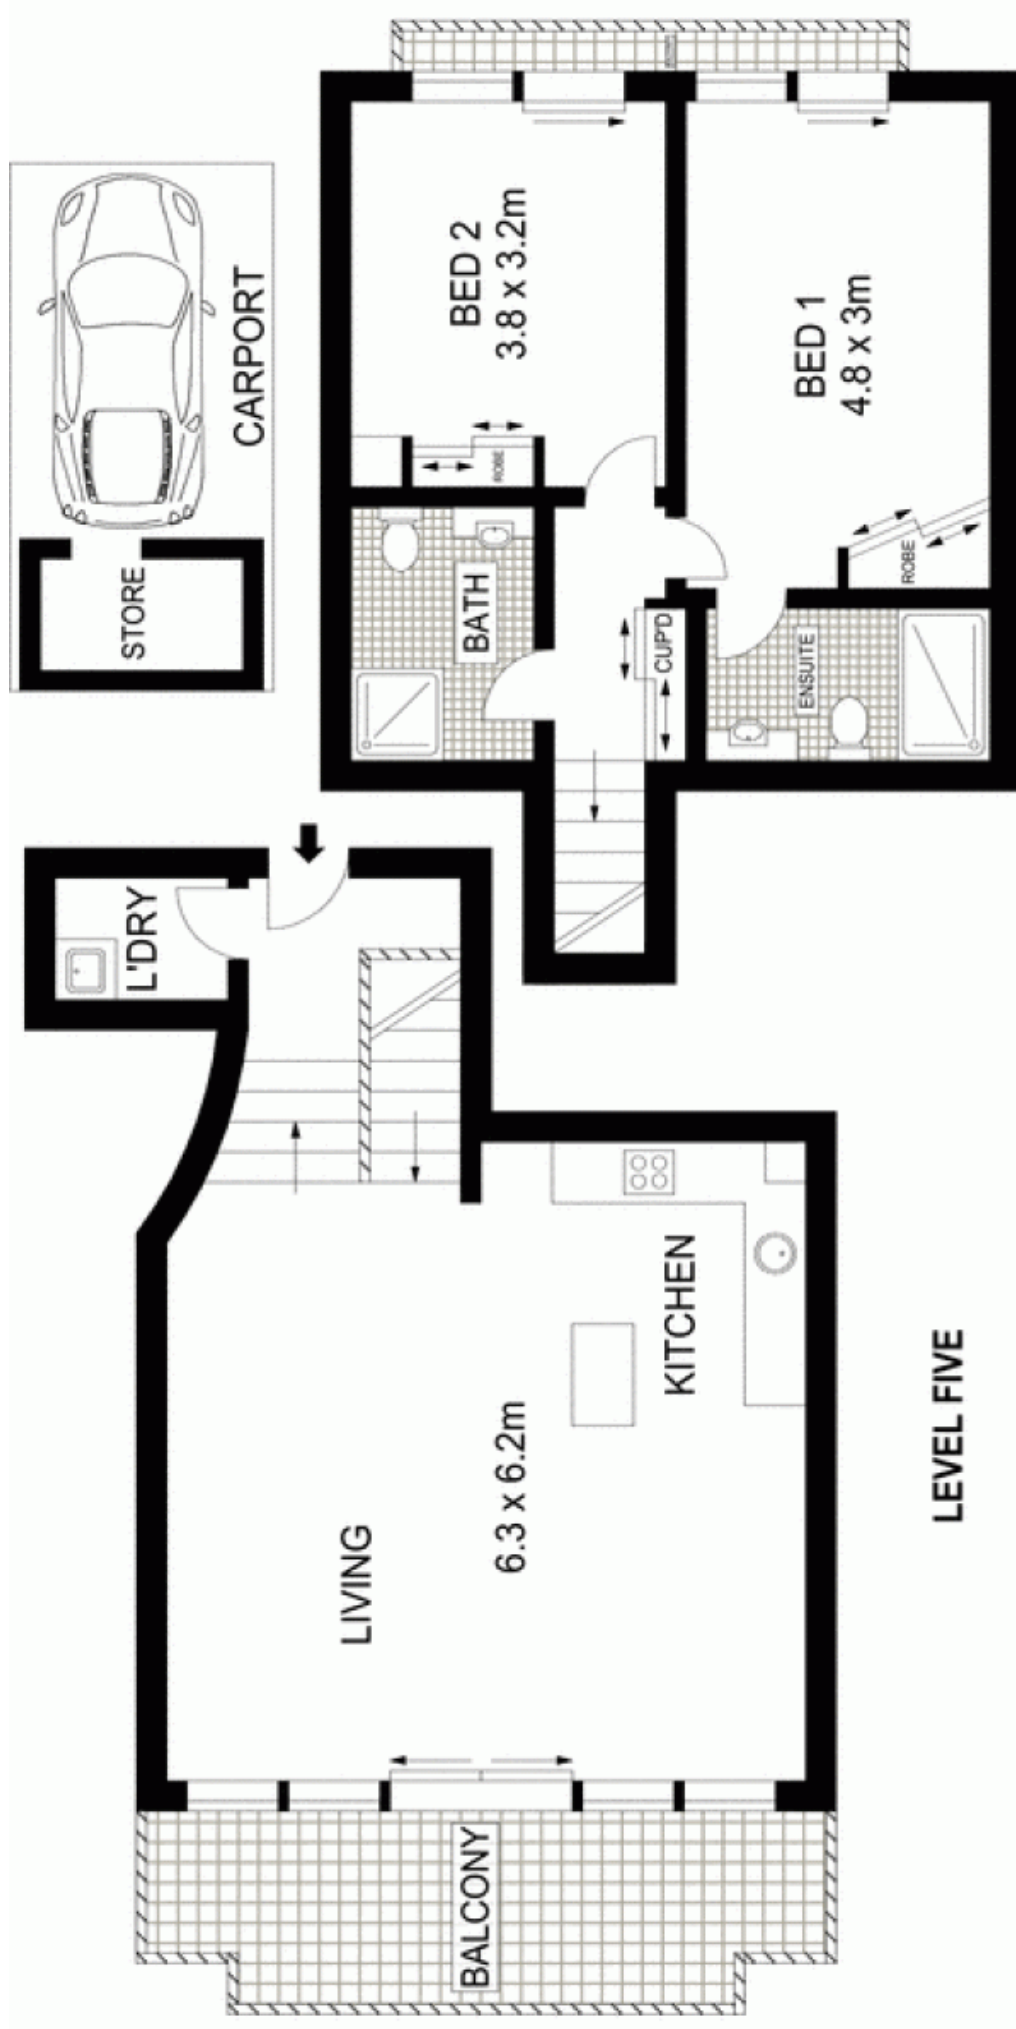 BED 2
3.8 x 3.2m
BED 1
4.8 x 3m
CARPORT
ROBE
ROBE
STORE
BATH
CUP'D
ENSUITE
L'DRY
KITCHEN
LIVING
6.3 x 6.2m
LEVEL FIVE
BALCONY